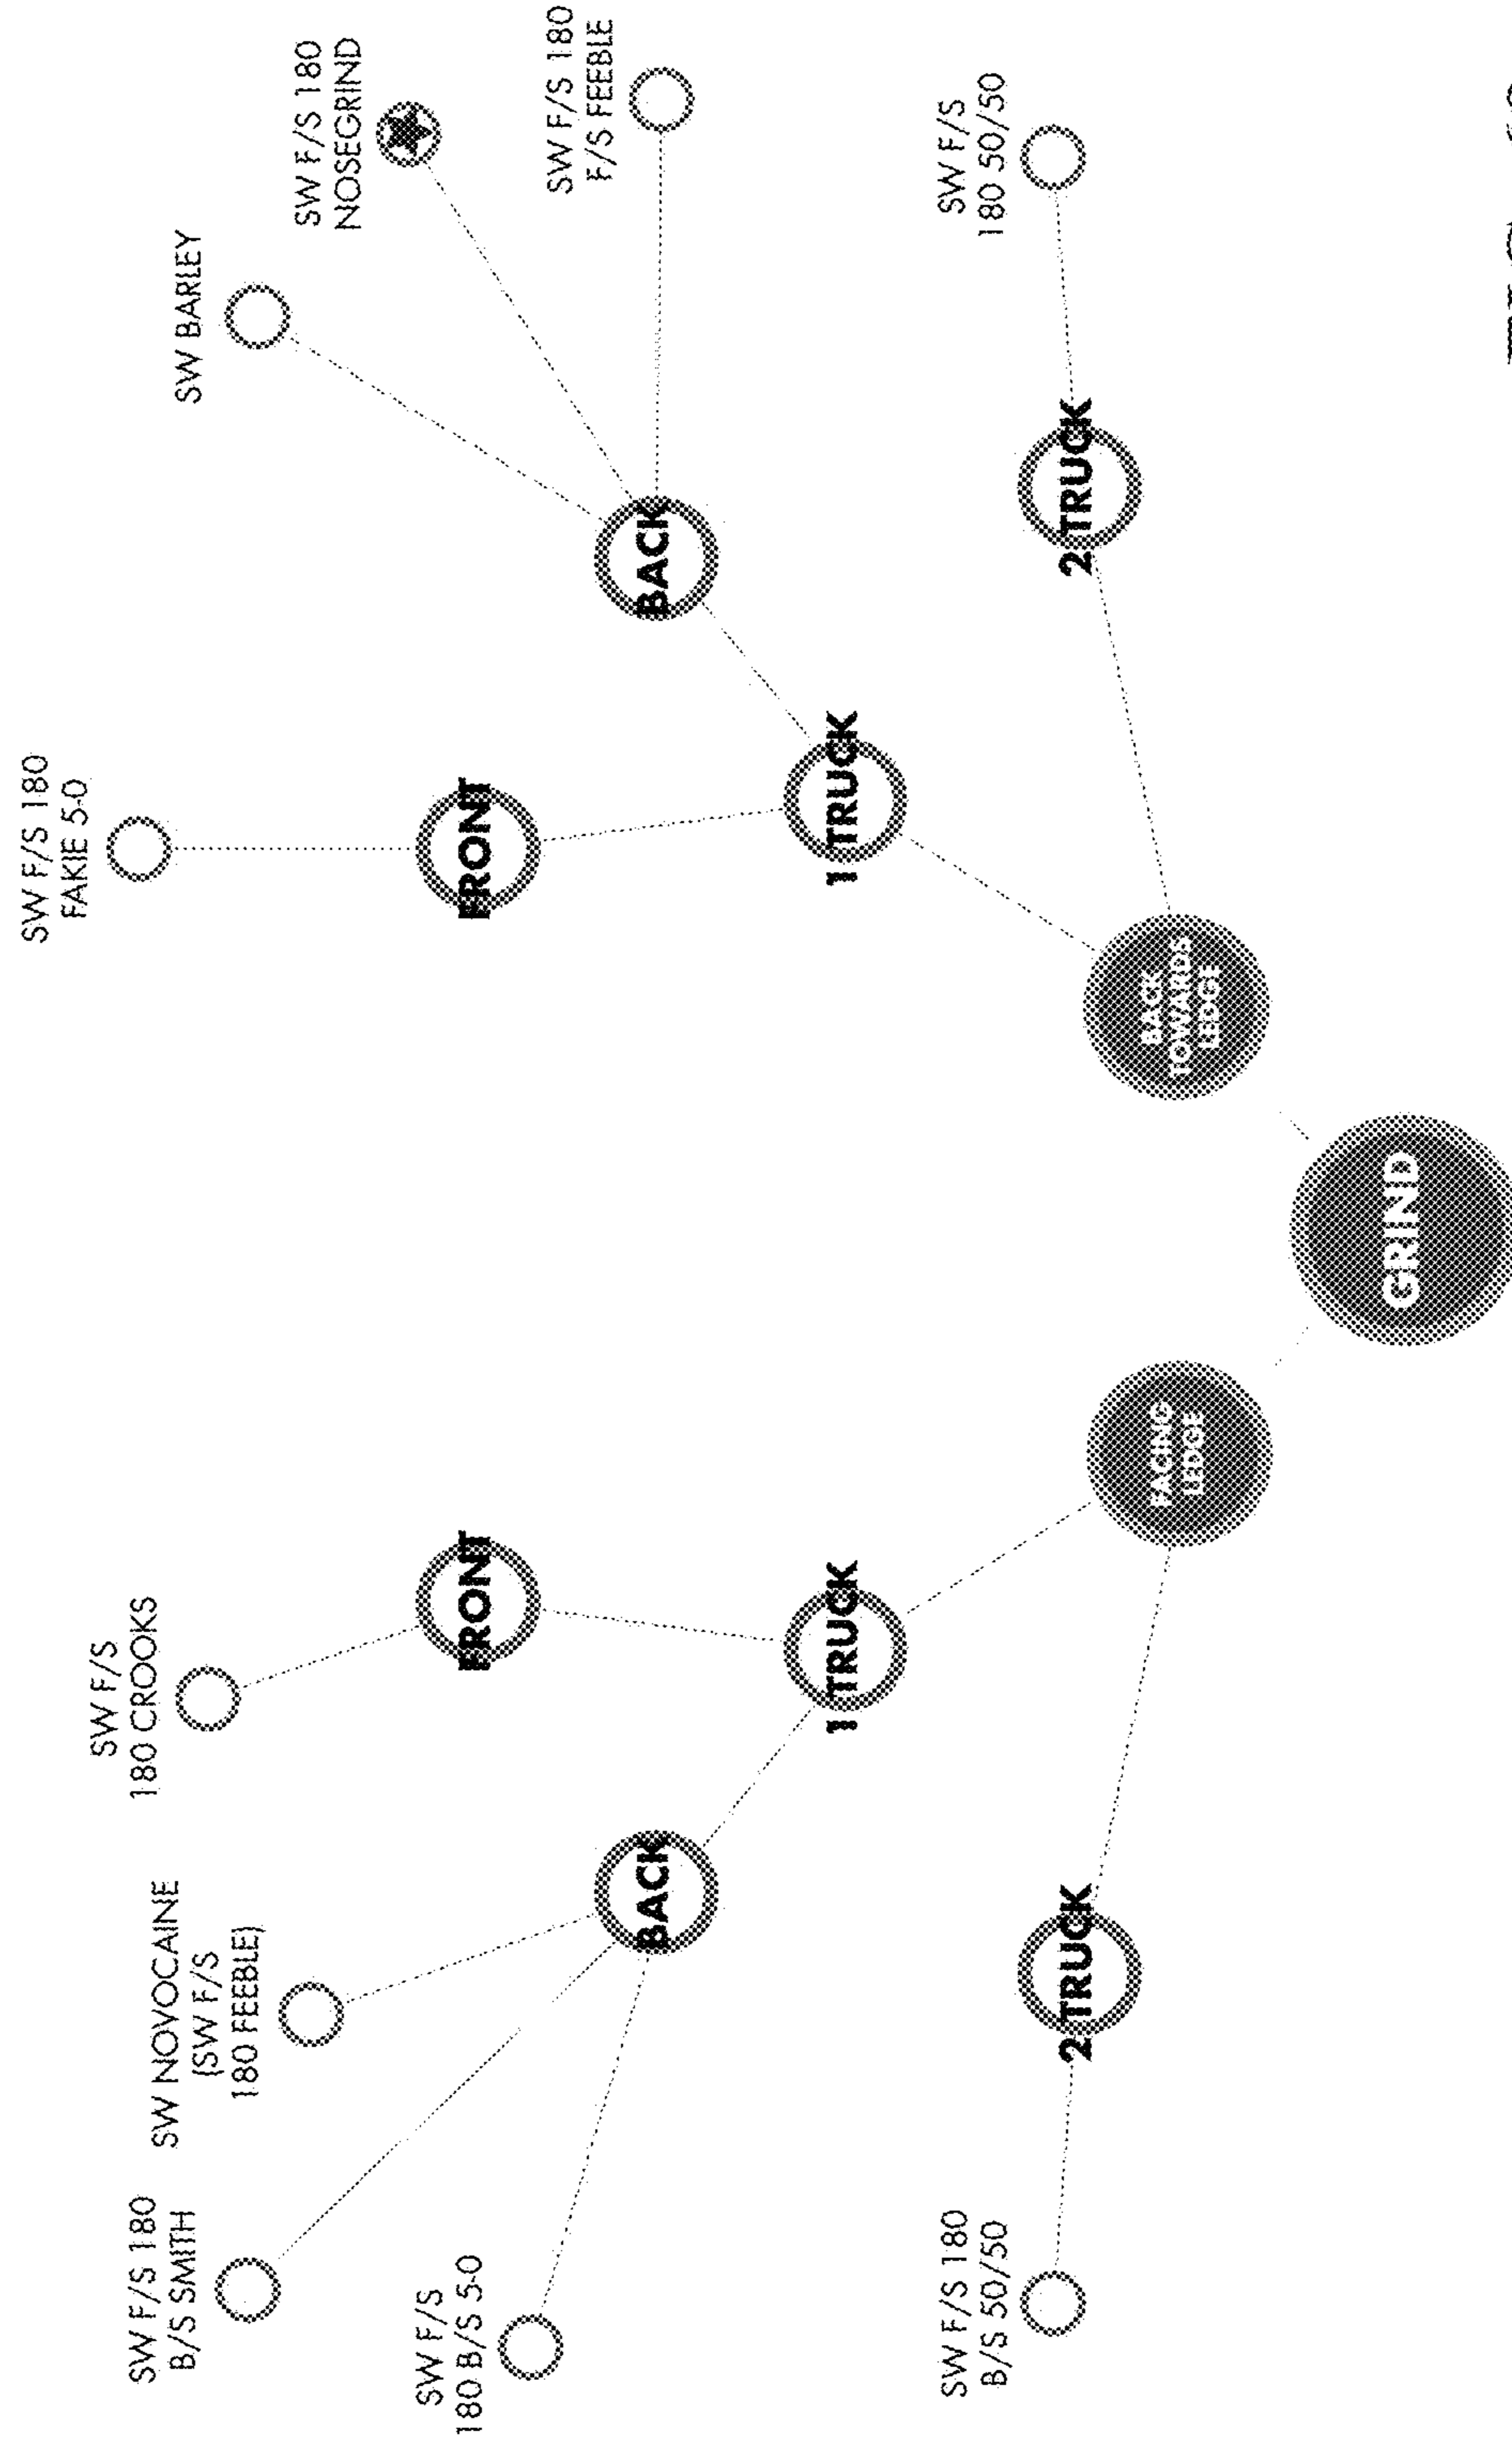 SW F/S 180
FAKIE 5-0
SW F/S
180 CROOKS
SW F/S 180
B/S SMITH
SW NOVOCAINE
(SW F/S
180 FEEBLE)
SW BARLEY
SW F/S 180
NOSEGRIND
SW F/S
180 B/S 5-0
FRONT
FRONT
SW F/S 180
F/S FEEBLE
BACK
BACK
1 TRUCK
1 TRUCK
SW F/S 180
B/S 50/50
SW F/S
180 50/50
2 TRUCK
2 TRUCK
FACING
LEDGE
BACK
TOWARDS
LEDGE
GRIND